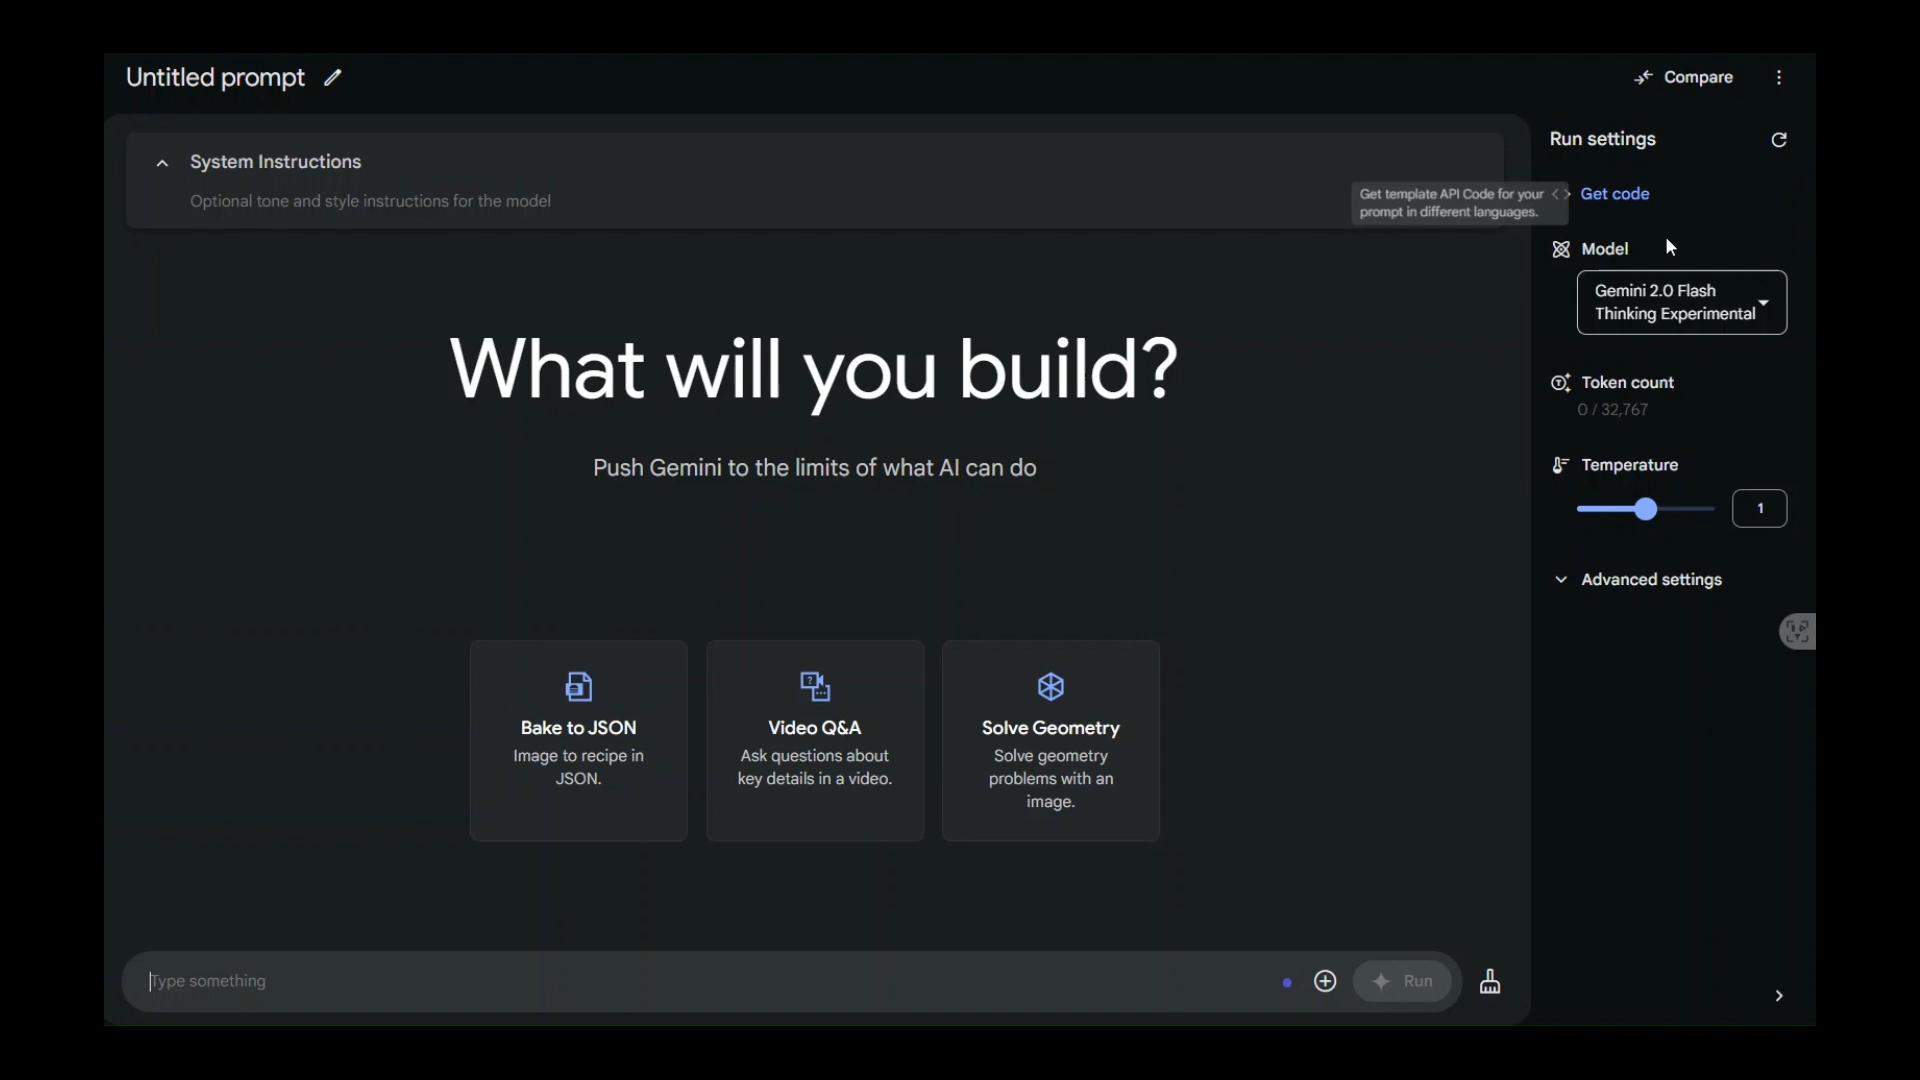 Untitled prompt
Compare
System Instructions
Optional tone and style instructions for the model
Run settings
Get template API Code for your
prompt in different languages.
<> Get code
Model
Gemini 2.0 Flash
Thinking Experimental
Token count
0 / 32,767
Temperature
1
Advanced settings
What will you build?
Push Gemini to the limits of what AI can do
Bake to JSON
Image to recipe in
JSON.
Video Q&A
Ask questions about
key details in a video.
Solve Geometry
Solve geometry
problems with an
image.
Type something
Run